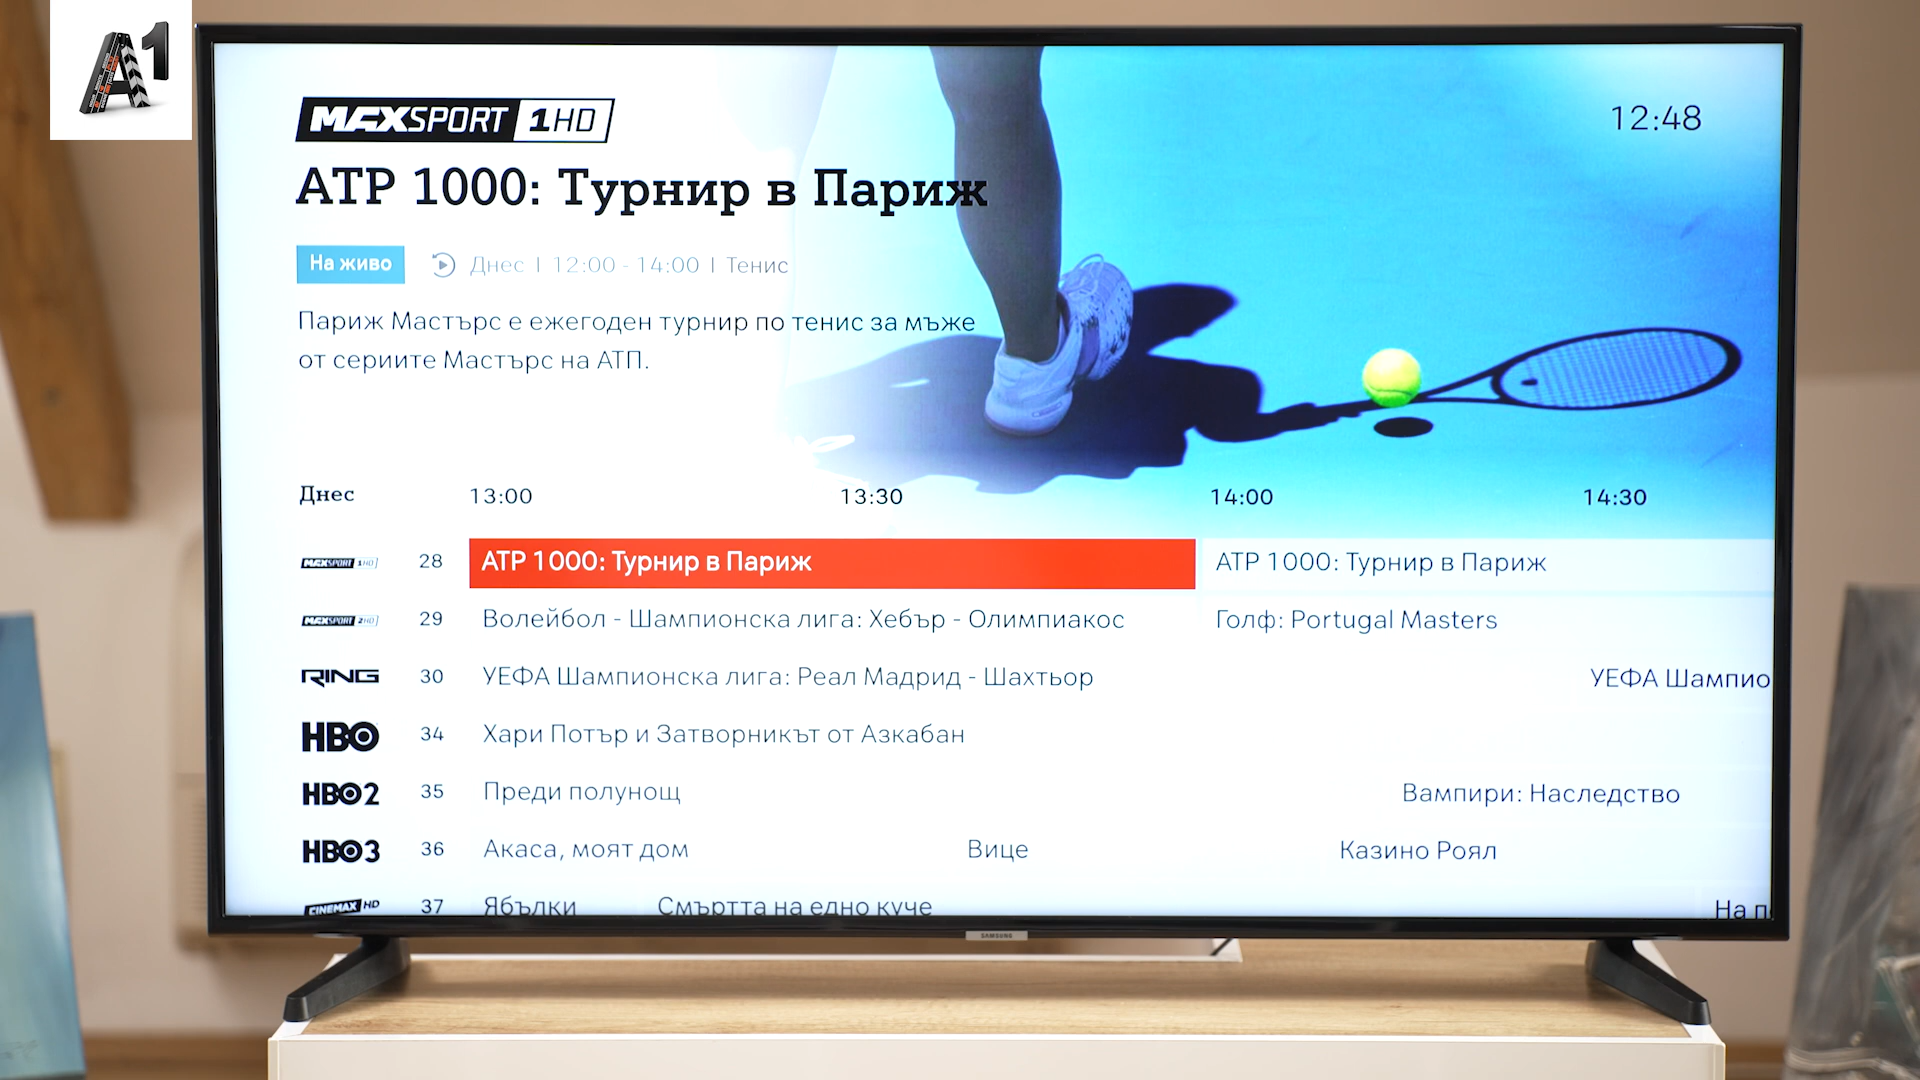 A1
MAXSPORT 1HD
12:48
ATP 1000: Турнир в Париж
На живо Днес | 12:00 - 14:00 | Тенис
Париж Мастърс е ежегоден турнир по тенис за мъже
от сериите Мастърс на АТП.
Днес 13:00 13:30 14:00 14:30
MAXSPORT 1HD 28 ATP 1000: Турнир в Париж ATP 1000: Турнир в Париж
MAXSPORT 2HD 29 Волейбол - Шампионска лига: Хебър - Олимпиакос Голф: Portugal Masters
RING 30 УЕФА Шампионска лига: Реал Мадрид - Шахтьор УЕФА Шампио
HBO 34 Хари Потър и Затворникът от Азкабан
HBO2 35 Преди полунощ Вампири: Наследство
HBO3 36 Акаса, моят дом Вице Казино Роял
CINEMAX HD 37 Ябълки Смъртта на едно куче На п
SAMSUNG